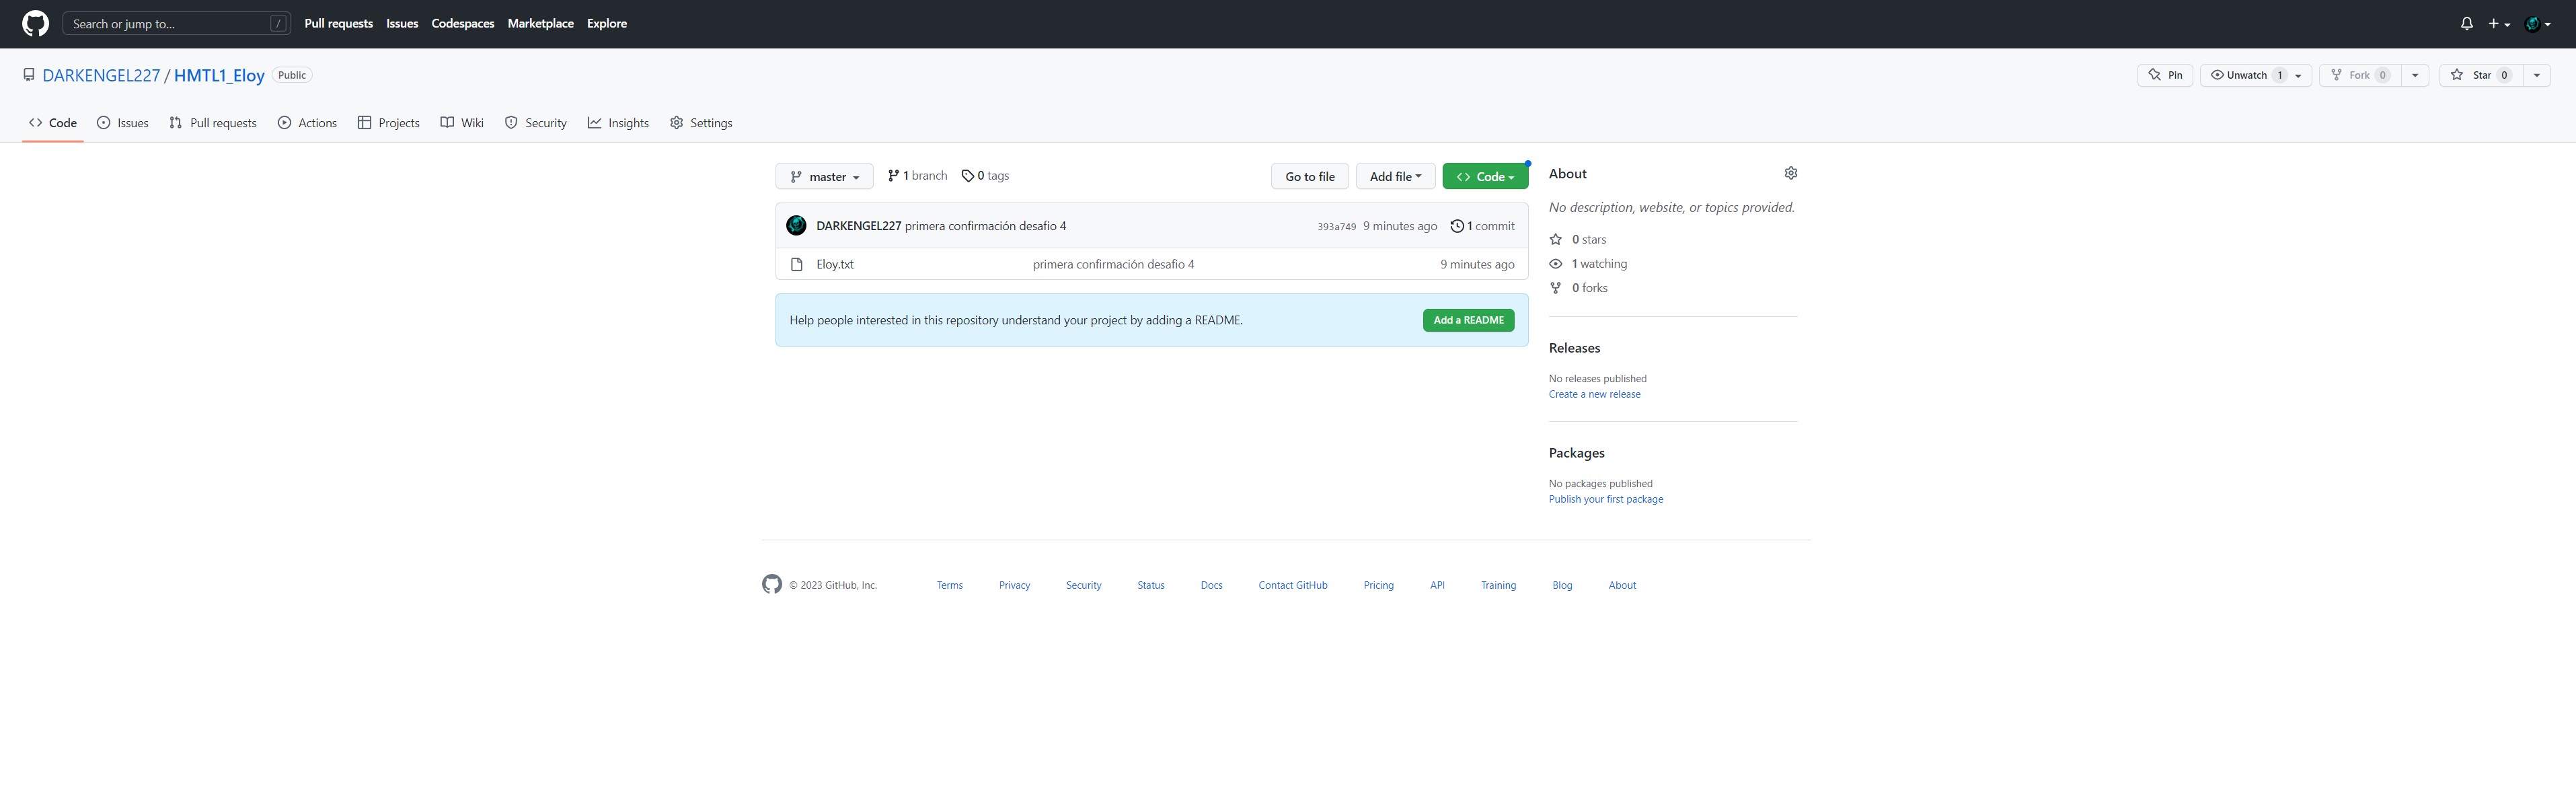 Search or jump to... / Pull requests Issues Codespaces Marketplace Explore
DARKENGEL227 / HMTL1_Eloy Public Pin Unwatch 1 Fork 0 Star 0
Code Issues Pull requests Actions Projects Wiki Security Insights Settings
master 1 branch 0 tags Go to file Add file Code
DARKENGEL227 primera confirmación desafio 4 393a749 9 minutes ago 1 commit
Eloy.txt primera confirmación desafio 4 9 minutes ago
Help people interested in this repository understand your project by adding a README. Add a README
About
No description, website, or topics provided.
0 stars
1 watching
0 forks
Releases
No releases published
Create a new release
Packages
No packages published
Publish your first package
© 2023 GitHub, Inc. Terms Privacy Security Status Docs Contact GitHub Pricing API Training Blog About